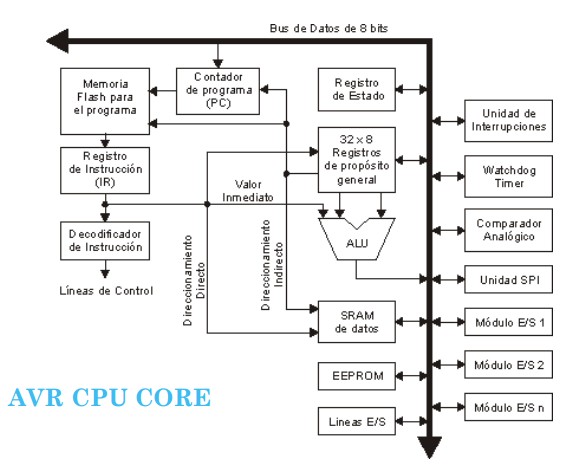 Bus de Datos de 8 bits
Memoria
Flash para
el programa
Contador
de programa
(PC)
Registro
de Estado
Unidad de
Interrupciones
32 x 8
Registros
de propósito
general
Registro
de Instrucción
(IR)
Watchdog
Timer
Valor
Inmediato
Decodificador
de Instrucción
ALU
Comparador
Analógico
Líneas de Control
Direccionamiento
Directo
Direccionamiento
Indirecto
Unidad SPI
SRAM
de datos
Módulo E/S 1
EEPROM
Módulo E/S 2
Líneas E/S
Módulo E/S n
AVR CPU CORE